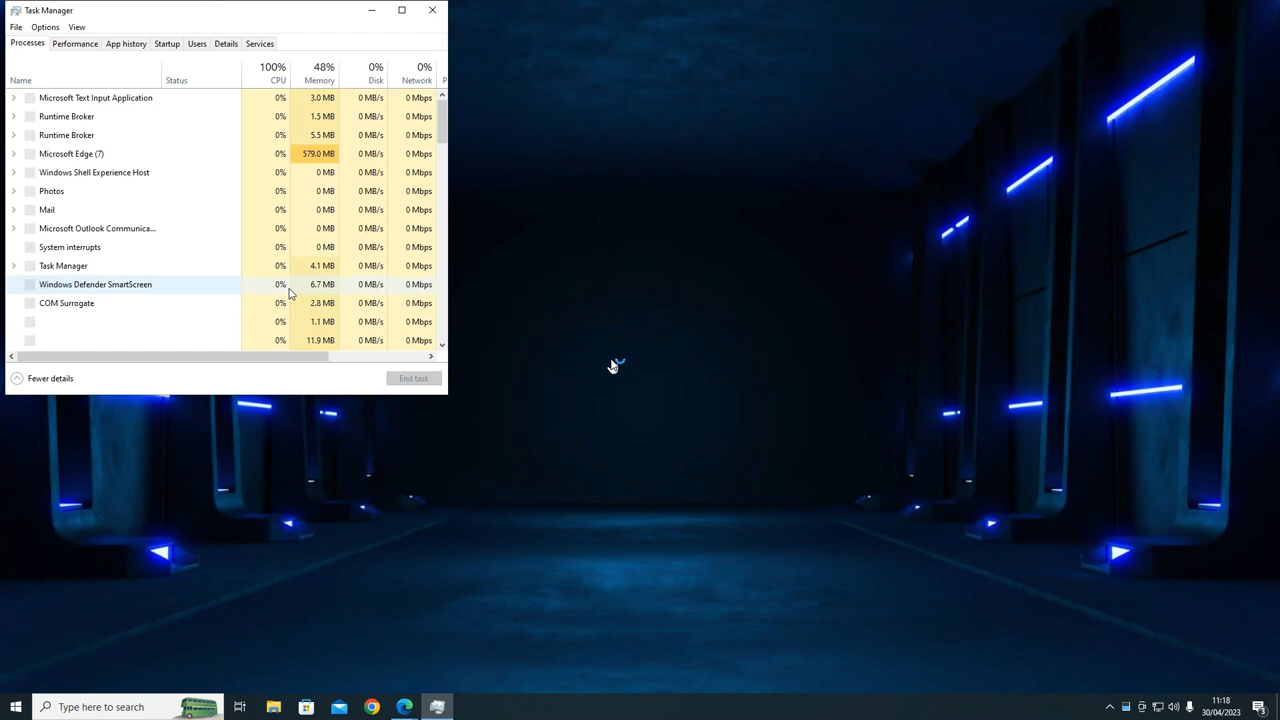 Task Manager
File Options View
Processes Performance App history Startup Users Details Services
100% 48% 0% 0%
Name Status CPU Memory Disk Network P
Microsoft Text Input Application 0% 3.0 MB 0 MB/s 0 Mbps
Runtime Broker 0% 1.5 MB 0 MB/s 0 Mbps
Runtime Broker 0% 5.5 MB 0 MB/s 0 Mbps
Microsoft Edge (7) 0% 579.0 MB 0 MB/s 0 Mbps
Windows Shell Experience Host 0% 0 MB 0 MB/s 0 Mbps
Photos 0% 0 MB 0 MB/s 0 Mbps
Mail 0% 0 MB 0 MB/s 0 Mbps
Microsoft Outlook Communica... 0% 0 MB 0 MB/s 0 Mbps
System interrupts 0% 0 MB 0 MB/s 0 Mbps
Task Manager 0% 4.1 MB 0 MB/s 0 Mbps
Windows Defender SmartScreen 0% 6.7 MB 0 MB/s 0 Mbps
COM Surrogate 0% 2.8 MB 0 MB/s 0 Mbps
0% 1.1 MB 0 MB/s 0 Mbps
0% 11.9 MB 0 MB/s 0 Mbps
Fewer details End task
Type here to search
11:18
30/04/2023